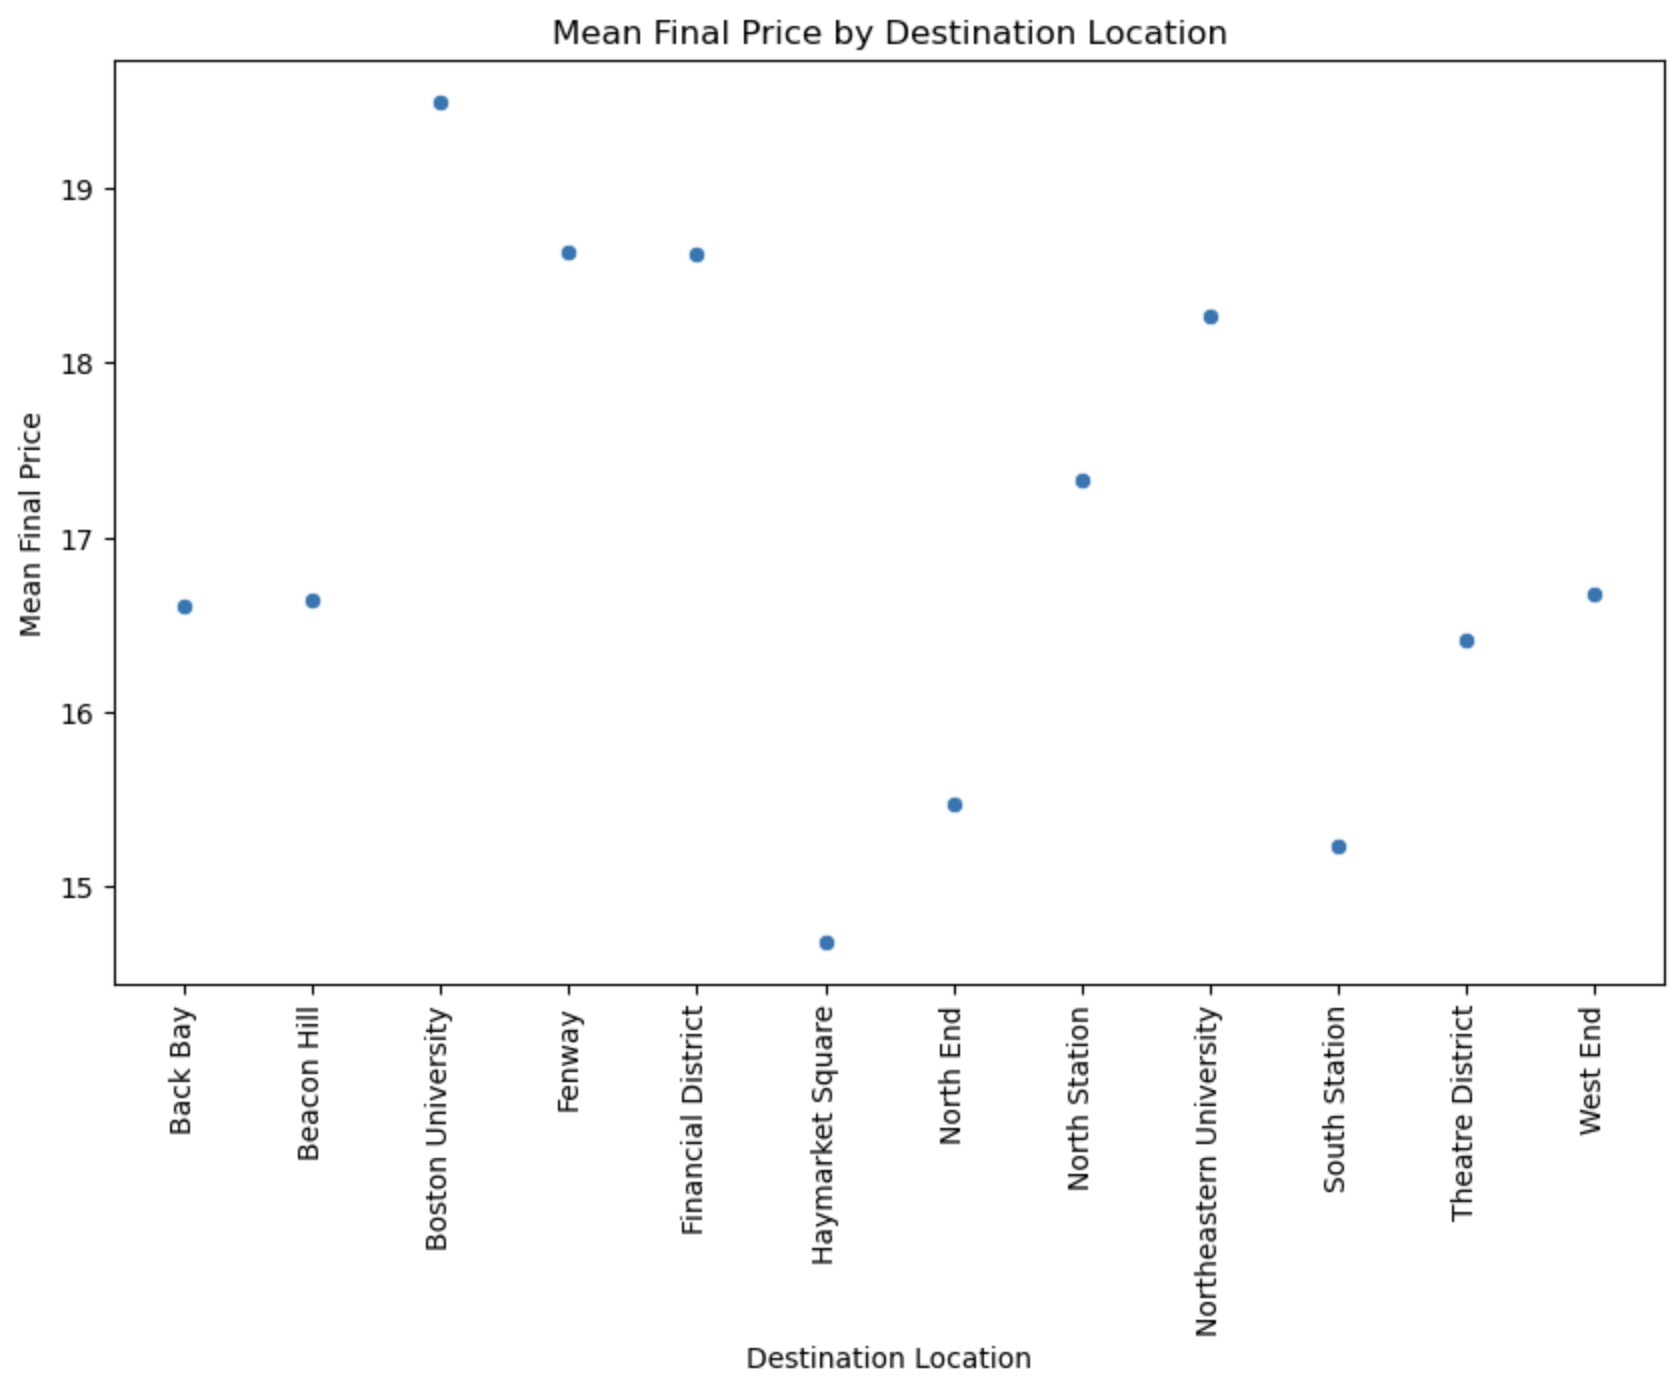 Mean Final Price by Destination Location
Mean Final Price
19
18
17
16
15
Back Bay
Beacon Hill
Boston University
Fenway
Financial District
Haymarket Square
North End
North Station
Northeastern University
South Station
Theatre District
West End
Destination Location